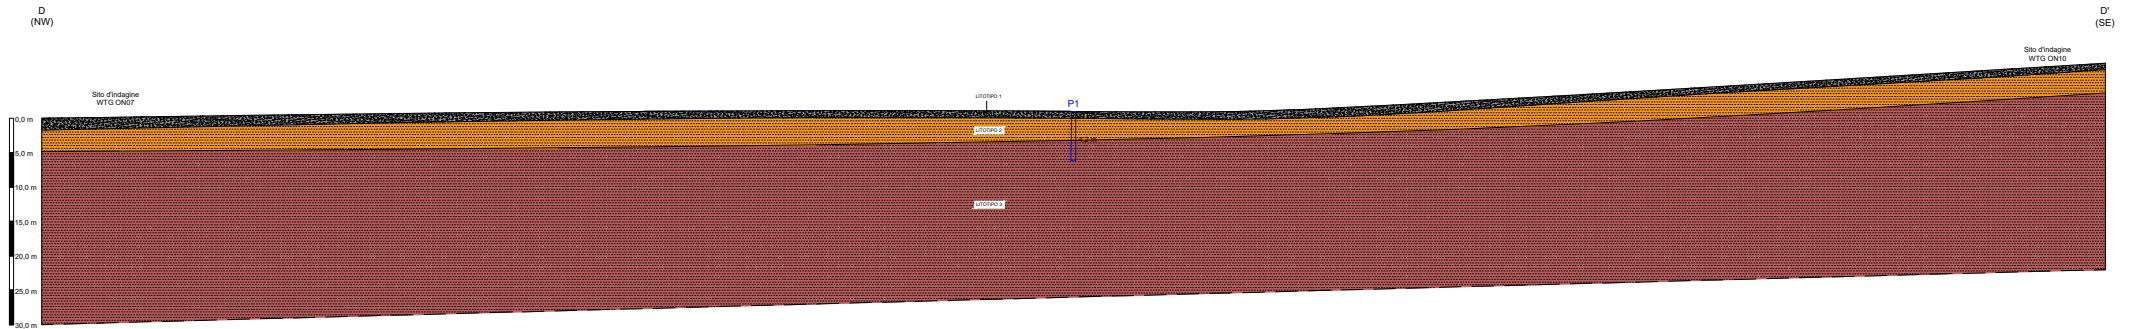 D
(NW)
D'
(SE)
Sito d'indagine
WTG ON10
Sito d'indagine
WTG ON07
LITOTIPO 1
P1
LITOTIPO 2
LITOTIPO 3
0,0 m
5,0 m
10,0 m
15,0 m
20,0 m
25,0 m
30,0 m